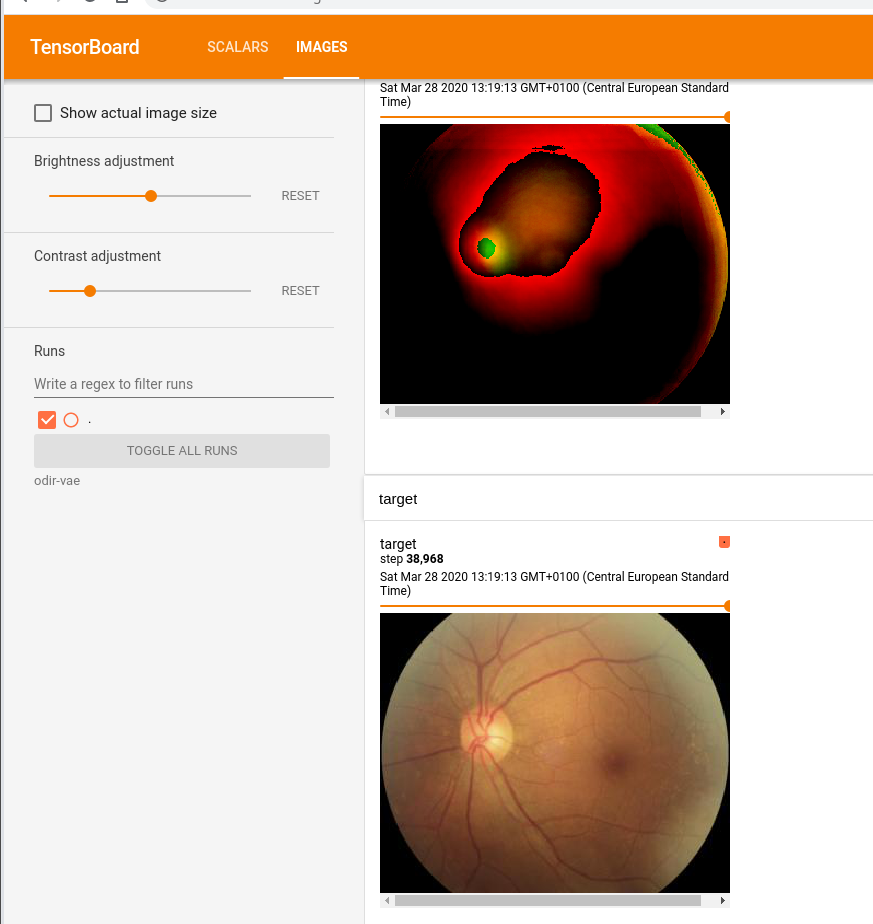 TensorBoard
SCALARS
IMAGES
Show actual image size
Brightness adjustment
RESET
Contrast adjustment
RESET
Runs
Write a regex to filter runs
.
TOGGLE ALL RUNS
odir-vae
Sat Mar 28 2020 13:19:13 GMT+0100 (Central European Standard
Time)
target
target
step 38,968
Sat Mar 28 2020 13:19:13 GMT+0100 (Central European Standard
Time)